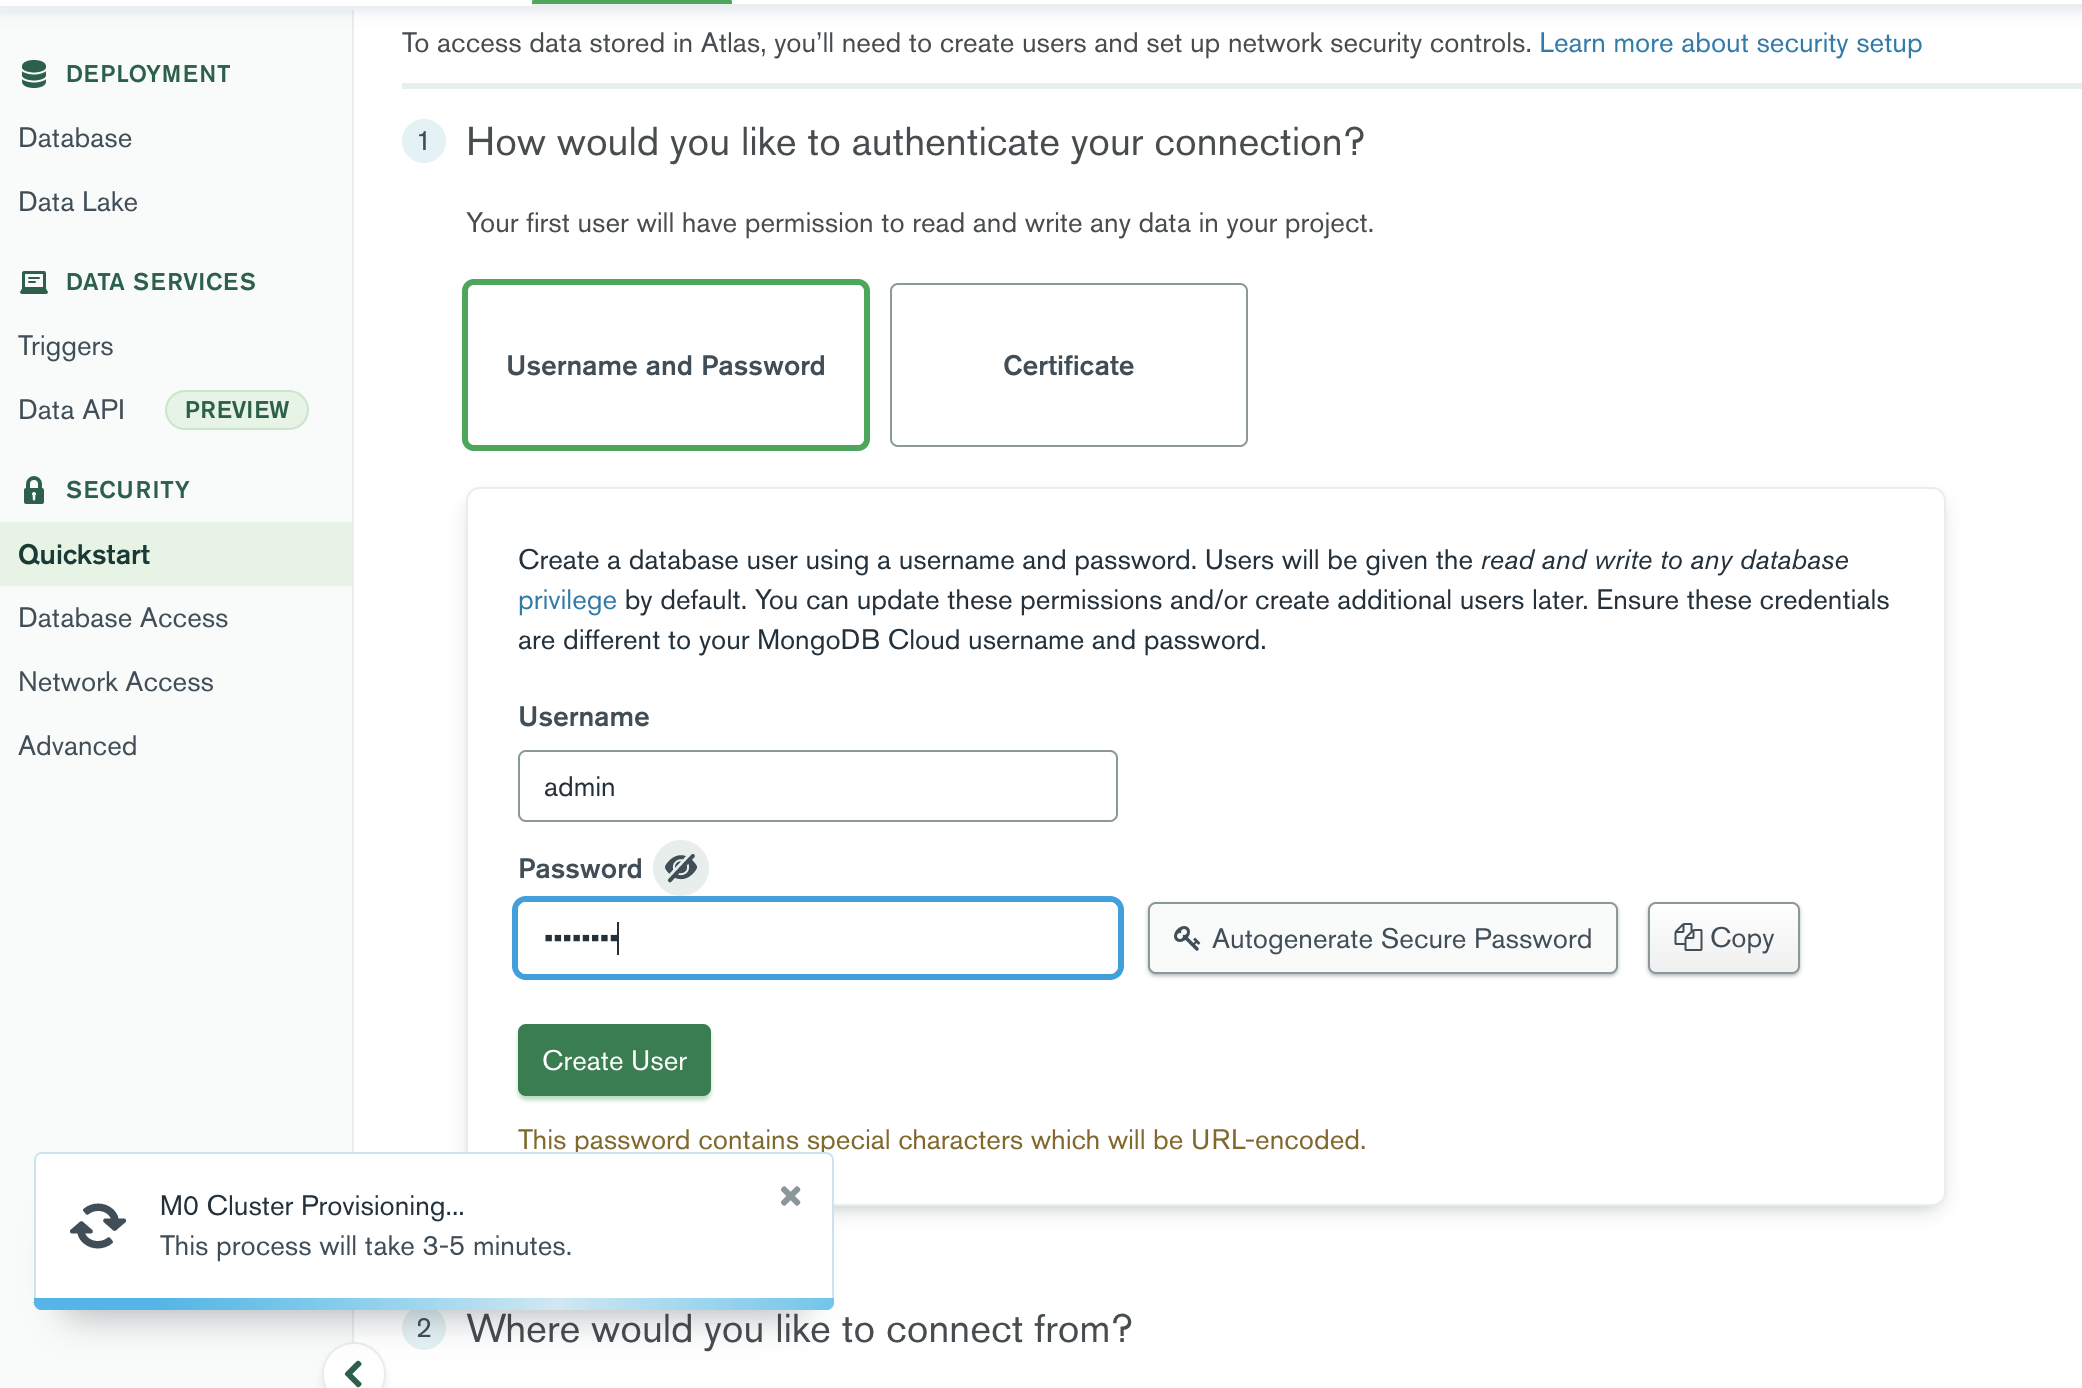 DEPLOYMENT
Database
Data Lake
DATA SERVICES
Triggers
Data API PREVIEW
SECURITY
Quickstart
Database Access
Network Access
Advanced
To access data stored in Atlas, you’ll need to create users and set up network security controls. Learn more about security setup
1 How would you like to authenticate your connection?
Your first user will have permission to read and write any data in your project.
Username and Password
Certificate
Create a database user using a username and password. Users will be given the read and write to any database
privilege by default. You can update these permissions and/or create additional users later. Ensure these credentials
are different to your MongoDB Cloud username and password.
Username
admin
Password
Autogenerate Secure Password
Copy
Create User
This password contains special characters which will be URL-encoded.
M0 Cluster Provisioning...
This process will take 3-5 minutes.
2 Where would you like to connect from?